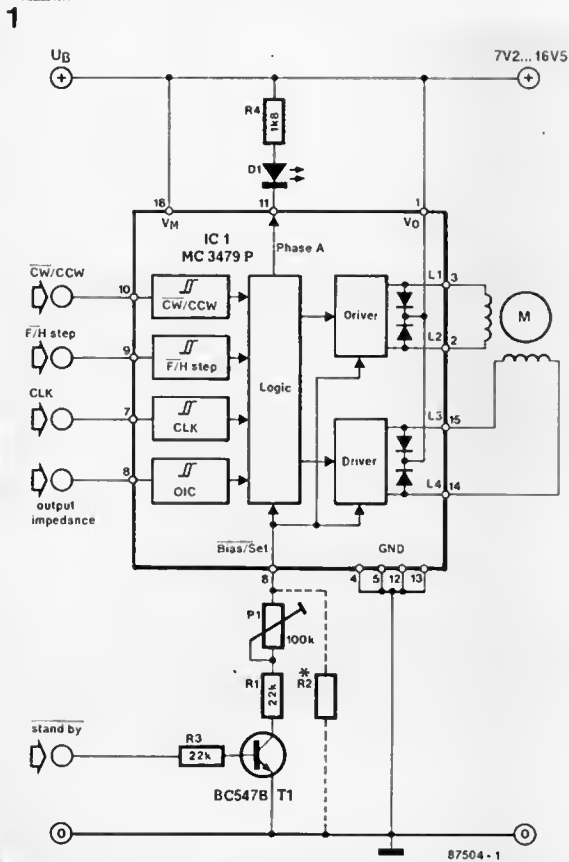 1
UB
7V2...16V5
R4
1k8
D1
16
11
1
VM
VD
IC 1
MC 3479 P
Phase A
CW/CCW
10
CW/CCW
F/H step
9
F/H step
CLK
7
CLK
8
OIC
output
impedance
Logic
Driver
Driver
L1
3
L2
2
L3
15
L4
14
M
Bias/Set
GND
8
4
5
12
13
P1
100k
R1
22k
*
R2
stand by
R3
22k
BC547B T1
0
0
87504-1